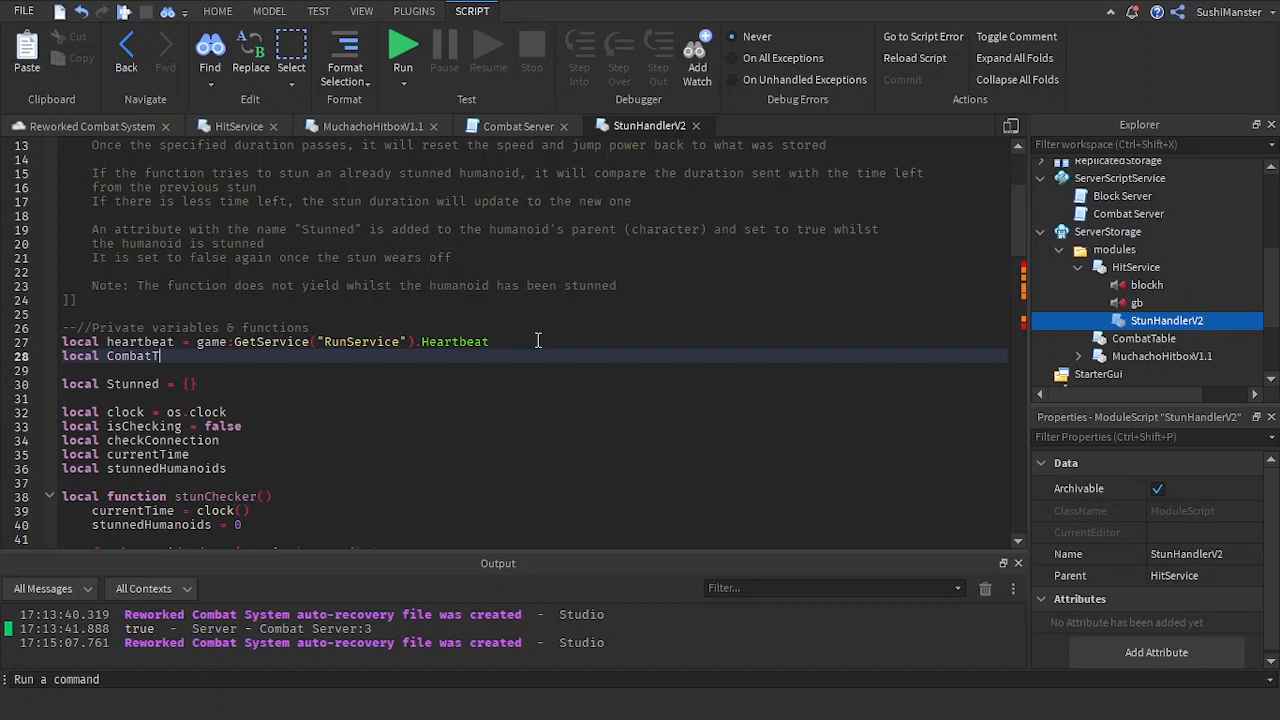 FILE HOME MODEL TEST VIEW PLUGINS SCRIPT SushiManster
Paste Cut Copy
Clipboard
Back Fwd
Navigate
Find Replace Select
Edit
Format Selection
Format
Run Pause Resume Stop
Test
Step Into Step Over Step Out Add Watch
Debugger
Never
On All Exceptions
On Unhandled Exceptions
Debug Errors
Go to Script Error Toggle Comment
Reload Script Expand All Folds
Commit Collapse All Folds
Actions
Reworked Combat System HitService MuchachoHitboxV1.1 Combat Server StunHandlerV2
13 Once the specified duration passes, it will reset the speed and jump power back to what was stored
14
15 If the function tries to stun an already stunned humanoid, it will compare the duration sent with the time left
16 from the previous stun
17 If there is less time left, the stun duration will update to the new one
18
19 An attribute with the name "Stunned" is added to the humanoid's parent (character) and set to true whilst
20 the humanoid is stunned
21 It is set to false again once the stun wears off
22
23 Note: The function does not yield whilst the humanoid has been stunned
24 ]]
25
26 --//Private variables & functions
27 local heartbeat = game:GetService("RunService").Heartbeat
28 local CombatT
29
30 local Stunned = {}
31
32 local clock = os.clock
33 local isChecking = false
34 local checkConnection
35 local currentTime
36 local stunnedHumanoids
37
38 local function stunChecker()
39 currentTime = clock()
40 stunnedHumanoids = 0
41
Explorer
Filter workspace (Ctrl+Shift+X)
ReplicatedStorage
ServerScriptService
Block Server
Combat Server
ServerStorage
modules
HitService
blockh
gb
StunHandlerV2
CombatTable
MuchachoHitboxV1.1
StarterGui
Properties - ModuleScript "StunHandlerV2"
Filter Properties (Ctrl+Shift+P)
Data
Archivable
ClassName ModuleScript
CurrentEditor
Name StunHandlerV2
Parent HitService
Attributes
No Attribute has been added yet
Add Attribute
Output
All Messages All Contexts Filter...
17:13:40.319 Reworked Combat System auto-recovery file was created - Studio
17:13:41.888 true - Server - Combat Server:3
17:15:07.761 Reworked Combat System auto-recovery file was created - Studio
Run a command